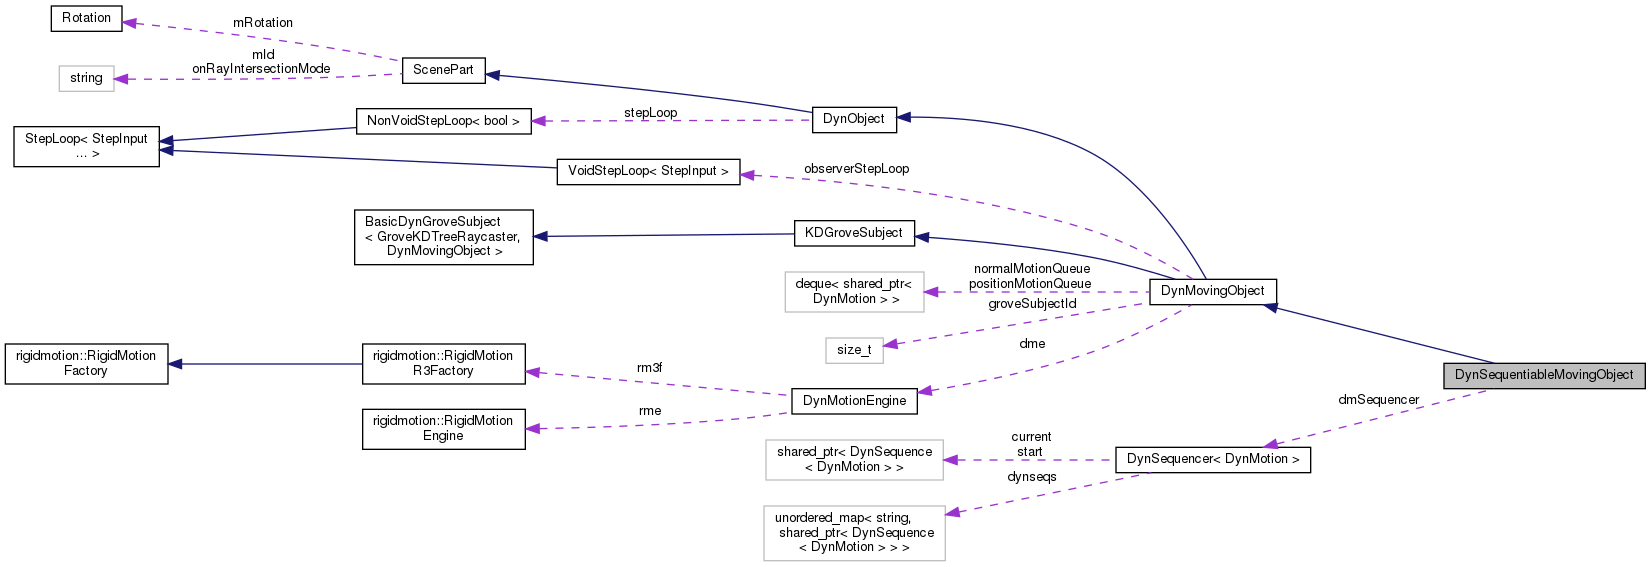 Rotation
mRotation
mId
onRayIntersectionMode
string
ScenePart
NonVoidStepLoop< bool >
stepLoop
DynObject
StepLoop< StepInput
... >
VoidStepLoop< StepInput >
observerStepLoop
BasicDynGroveSubject
< GroveKDTreeRaycaster,
DynMovingObject >
KDGroveSubject
normalMotionQueue
positionMotionQueue
deque< shared_ptr<
DynMotion > >
DynMovingObject
groveSubjectId
size_t
dme
rigidmotion::RigidMotion
Factory
rigidmotion::RigidMotion
R3Factory
rm3f
DynMotionEngine
rme
rigidmotion::RigidMotion
Engine
DynSequentiableMovingObject
dmSequencer
current
start
shared_ptr< DynSequence
< DynMotion > >
DynSequencer< DynMotion >
dynseqs
unordered_map< string,
shared_ptr< DynSequence
< DynMotion > > >